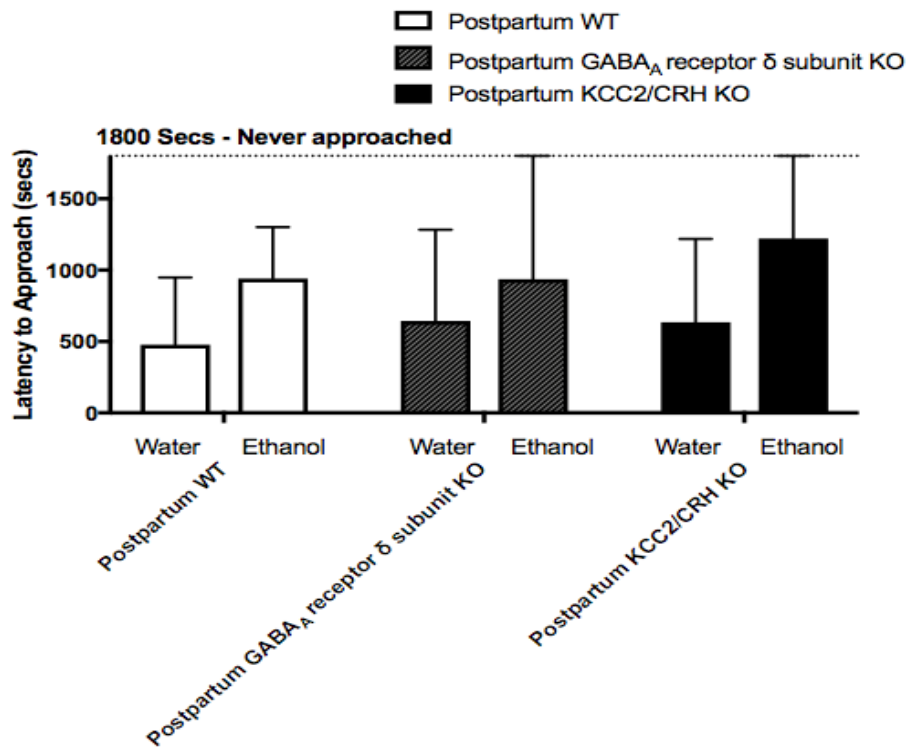 Postpartum WT
Postpartum GABA_A receptor δ subunit KO
Postpartum KCC2/CRH KO
1800 Secs - Never approached
Latency to Approach (secs)
1500
1000
500
0
Water
Ethanol
Water
Ethanol
Water
Ethanol
Postpartum WT
Postpartum GABA_A receptor δ subunit KO
Postpartum KCC2/CRH KO